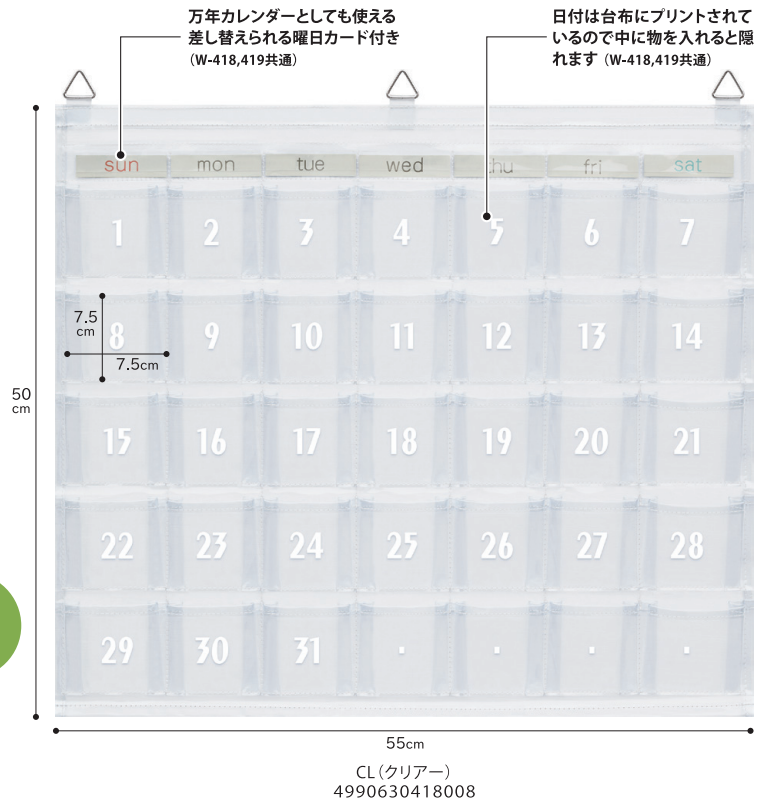 万年カレンダーとしても使える
差し替えられる曜日カード付き
（W-418,419共通）
日付は台布にプリントされて
いるので中に物を入れると隠
れます（W-418,419共通）
sun mon tue wed thu fri sat
1 2 3 4 5 6 7
7.5
cm
8 9 10 11 12 13 14
7.5cm
50
cm
15 16 17 18 19 20 21
22 23 24 25 26 27 28
29 30 31 · · · ·
55cm
CL（クリアー）
4990630418008